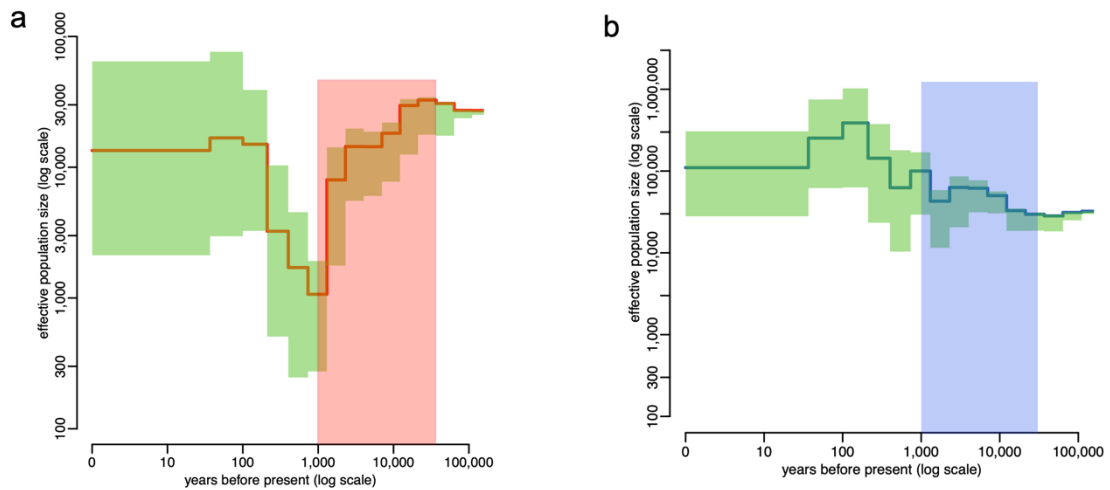 a
effective population size (log scale)
100,000
30,000
10,000
3,000
1,000
300
100
0 10 100 1,000 10,000 100,000
years before present (log scale)
b
effective population size (log scale)
1,000,000
100,000
10,000
1,000
300
100
0 10 100 1,000 10,000 100,000
years before present (log scale)